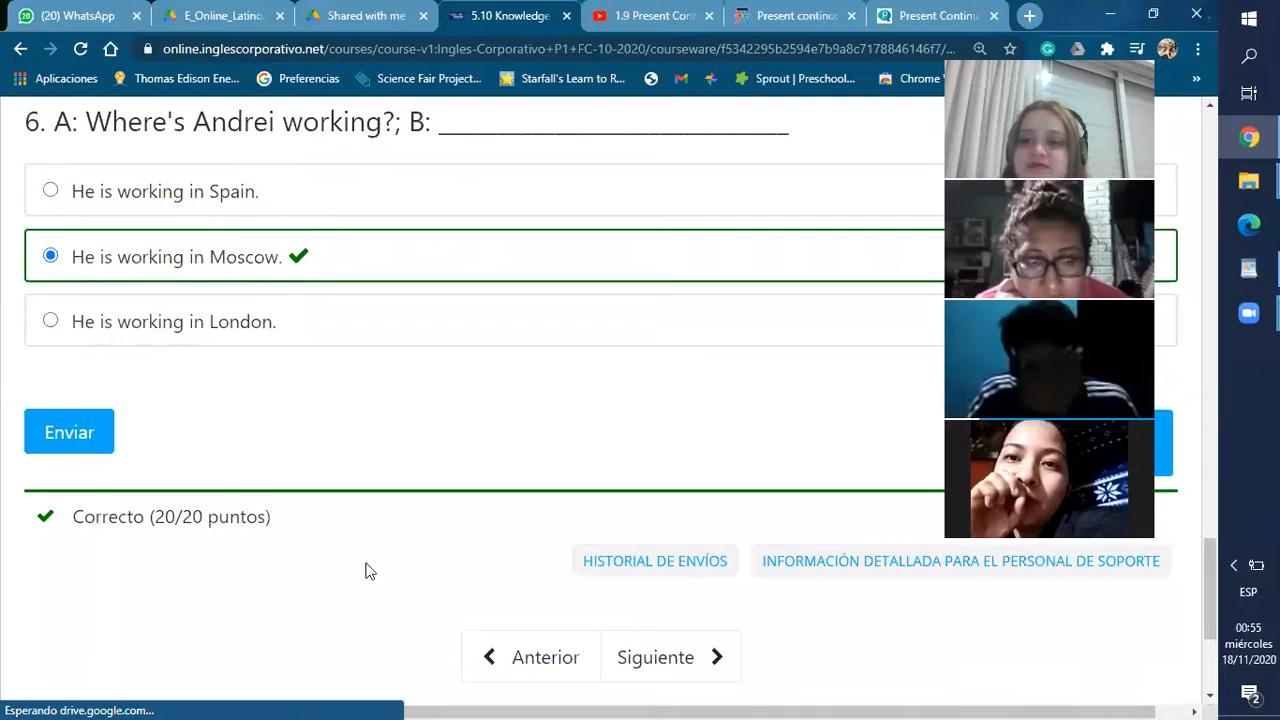 (20) WhatsApp
E_Online_Latino.
Shared with me
5.10 Knowledge
1.9 Present Cont
Present continuo
Present Continu
online.inglescorporativo.net/courses/course-v1:Ingles-Corporativo+P1+FC-10-2020/courseware/f5342295b2594e7b9a8c7178846146f7/...
Aplicaciones
Thomas Edison Ene...
Preferencias
Science Fair Project...
Starfall's Learn to R...
Sprout | Preschool...
Chrome W
»
6. A: Where's Andrei working?; B: ______________________________
He is working in Spain.
He is working in Moscow.
He is working in London.
Enviar
Correcto (20/20 puntos)
HISTORIAL DE ENVÍOS
INFORMACIÓN DETALLADA PARA EL PERSONAL DE SOPORTE
Anterior
Siguiente
Esperando drive.google.com...
ESP
00:55
miércoles
18/11/2020
2